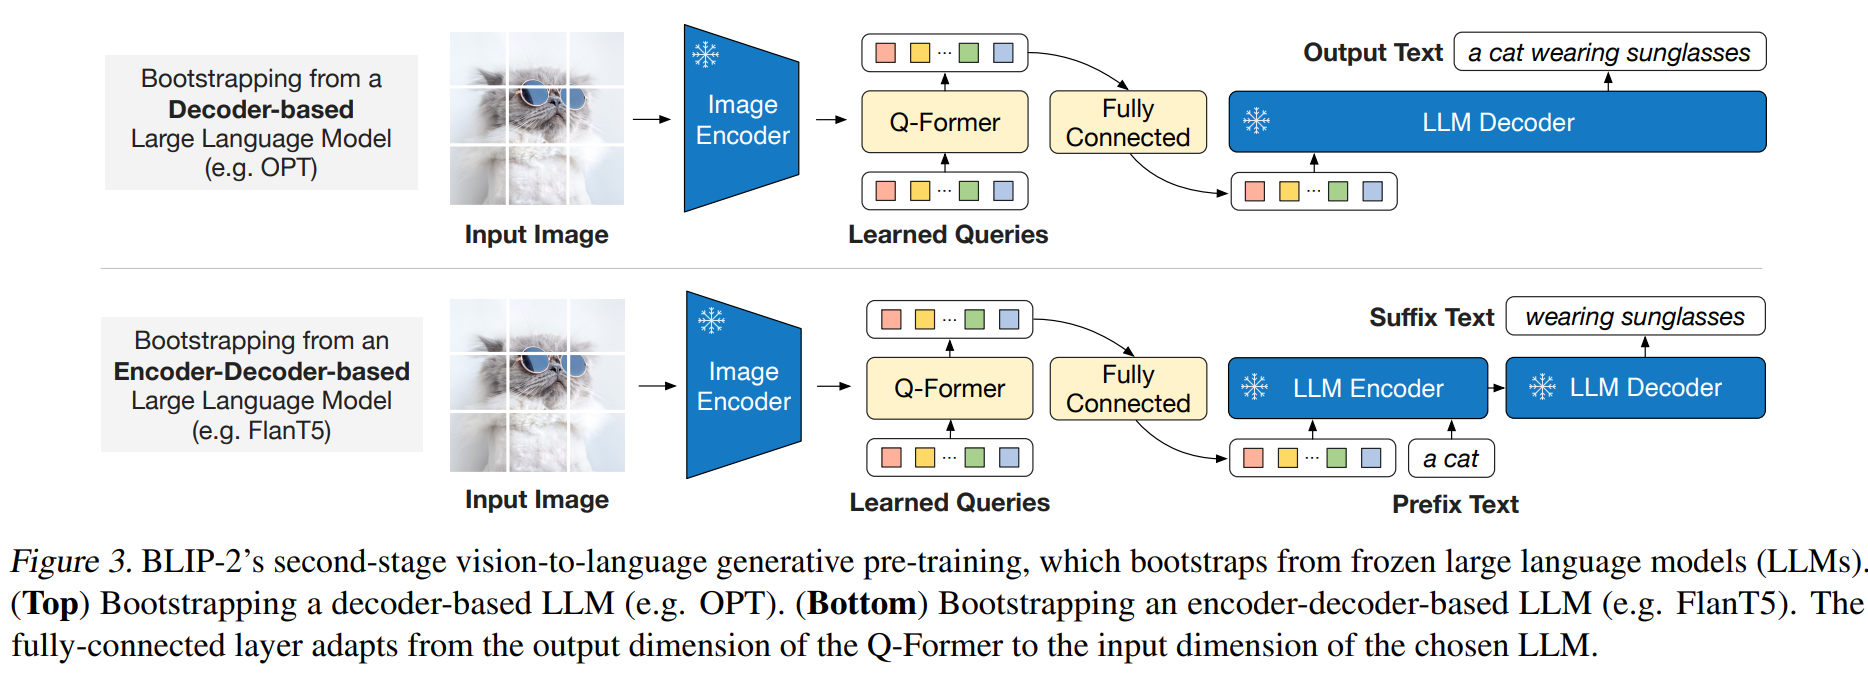 Bootstrapping from a
Decoder-based
Large Language Model
(e.g. OPT)
Input Image
Image
Encoder
Q-Former
Learned Queries
Fully
Connected
Output Text
a cat wearing sunglasses
LLM Decoder
Bootstrapping from an
Encoder-Decoder-based
Large Language Model
(e.g. FlanT5)
Input Image
Image
Encoder
Q-Former
Learned Queries
Fully
Connected
Suffix Text
wearing sunglasses
LLM Encoder
LLM Decoder
a cat
Prefix Text
Figure 3. BLIP-2’s second-stage vision-to-language generative pre-training, which bootstraps from frozen large language models (LLMs).
(Top) Bootstrapping a decoder-based LLM (e.g. OPT). (Bottom) Bootstrapping an encoder-decoder-based LLM (e.g. FlanT5). The
fully-connected layer adapts from the output dimension of the Q-Former to the input dimension of the chosen LLM.